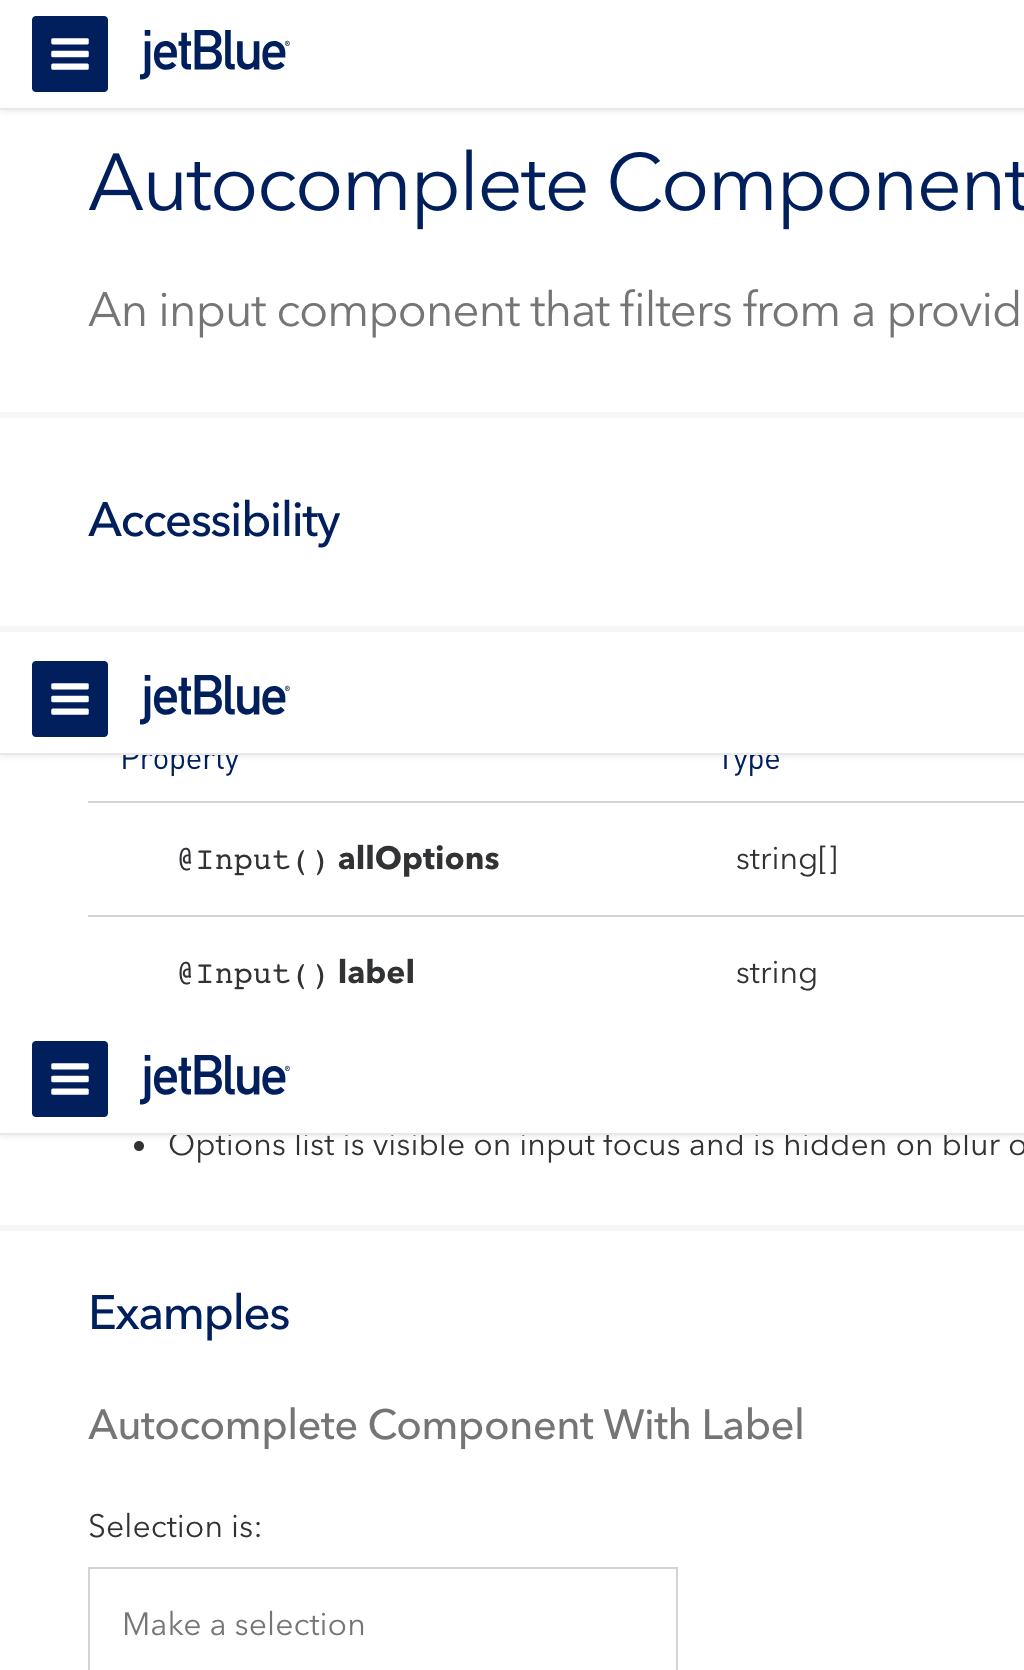 jetBlue
Autocomplete Component
An input component that filters from a provid
Accessibility
jetBlue
Property Type
@Input() allOptions string[]
@Input() label string
jetBlue
• Options list is visible on input focus and is hidden on blur o
Examples
Autocomplete Component With Label
Selection is:
Make a selection